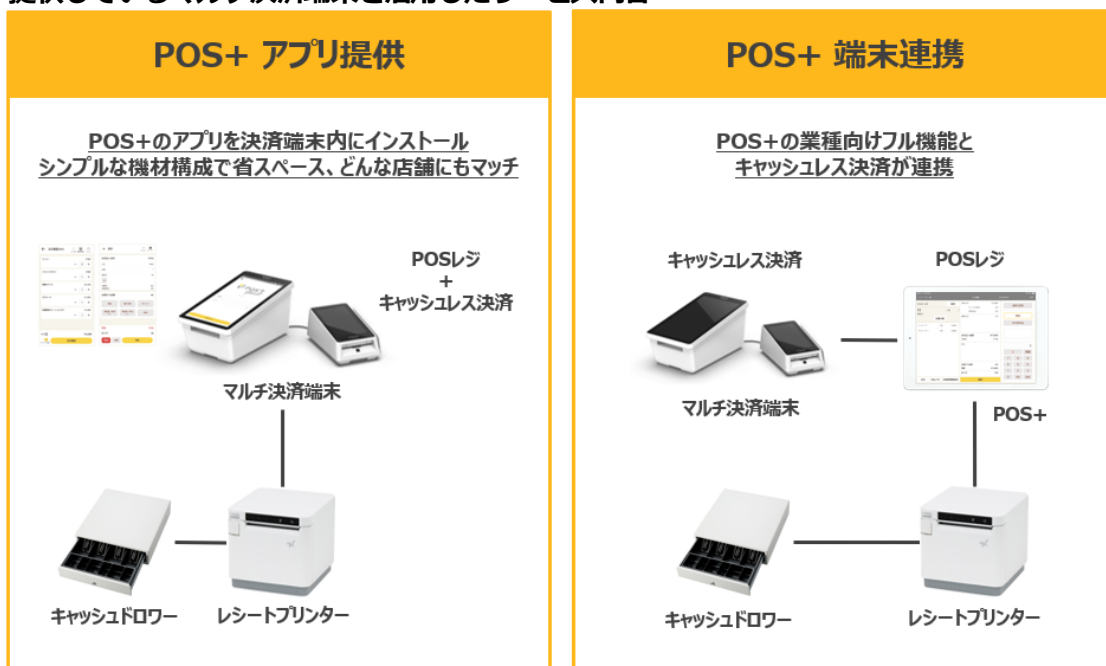 POS+ アプリ提供
POS+のアプリを決済端末内にインストール
シンプルな機材構成で省スペース、どんな店舗にもマッチ
POSレジ
+
キャッシュレス決済
マルチ決済端末
キャッシュドロワー
レシートプリンター
POS+ 端末連携
POS+の業種向けフル機能と
キャッシュレス決済が連携
キャッシュレス決済
POSレジ
マルチ決済端末
POS+
キャッシュドロワー
レシートプリンター